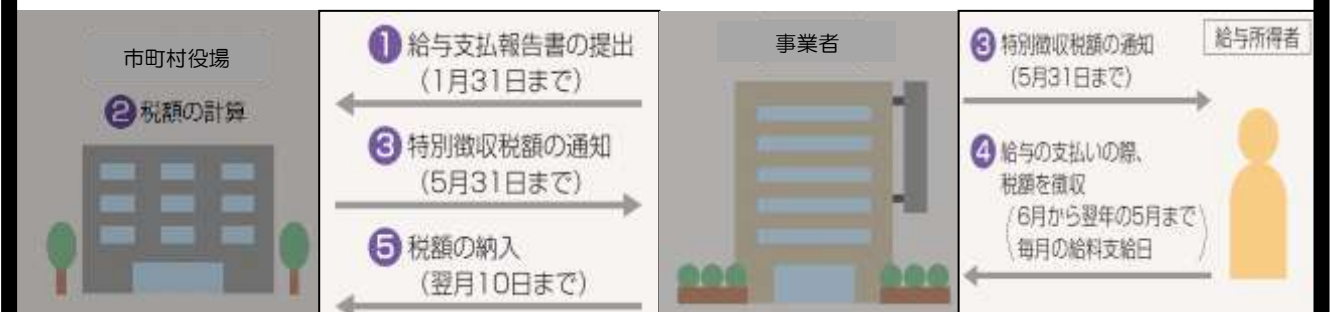 市町村役場
❷税額の計算
❶給与支払報告書の提出
（1月31日まで）
❸特別徴収税額の通知
（5月31日まで）
❺税額の納入
（翌月10日まで）
事業者
❸特別徴収税額の通知
（5月31日まで）
給与所得者
❹給与の支払いの際、
税額を徴収
（6月から翌年の5月まで
毎月の給料支給日）